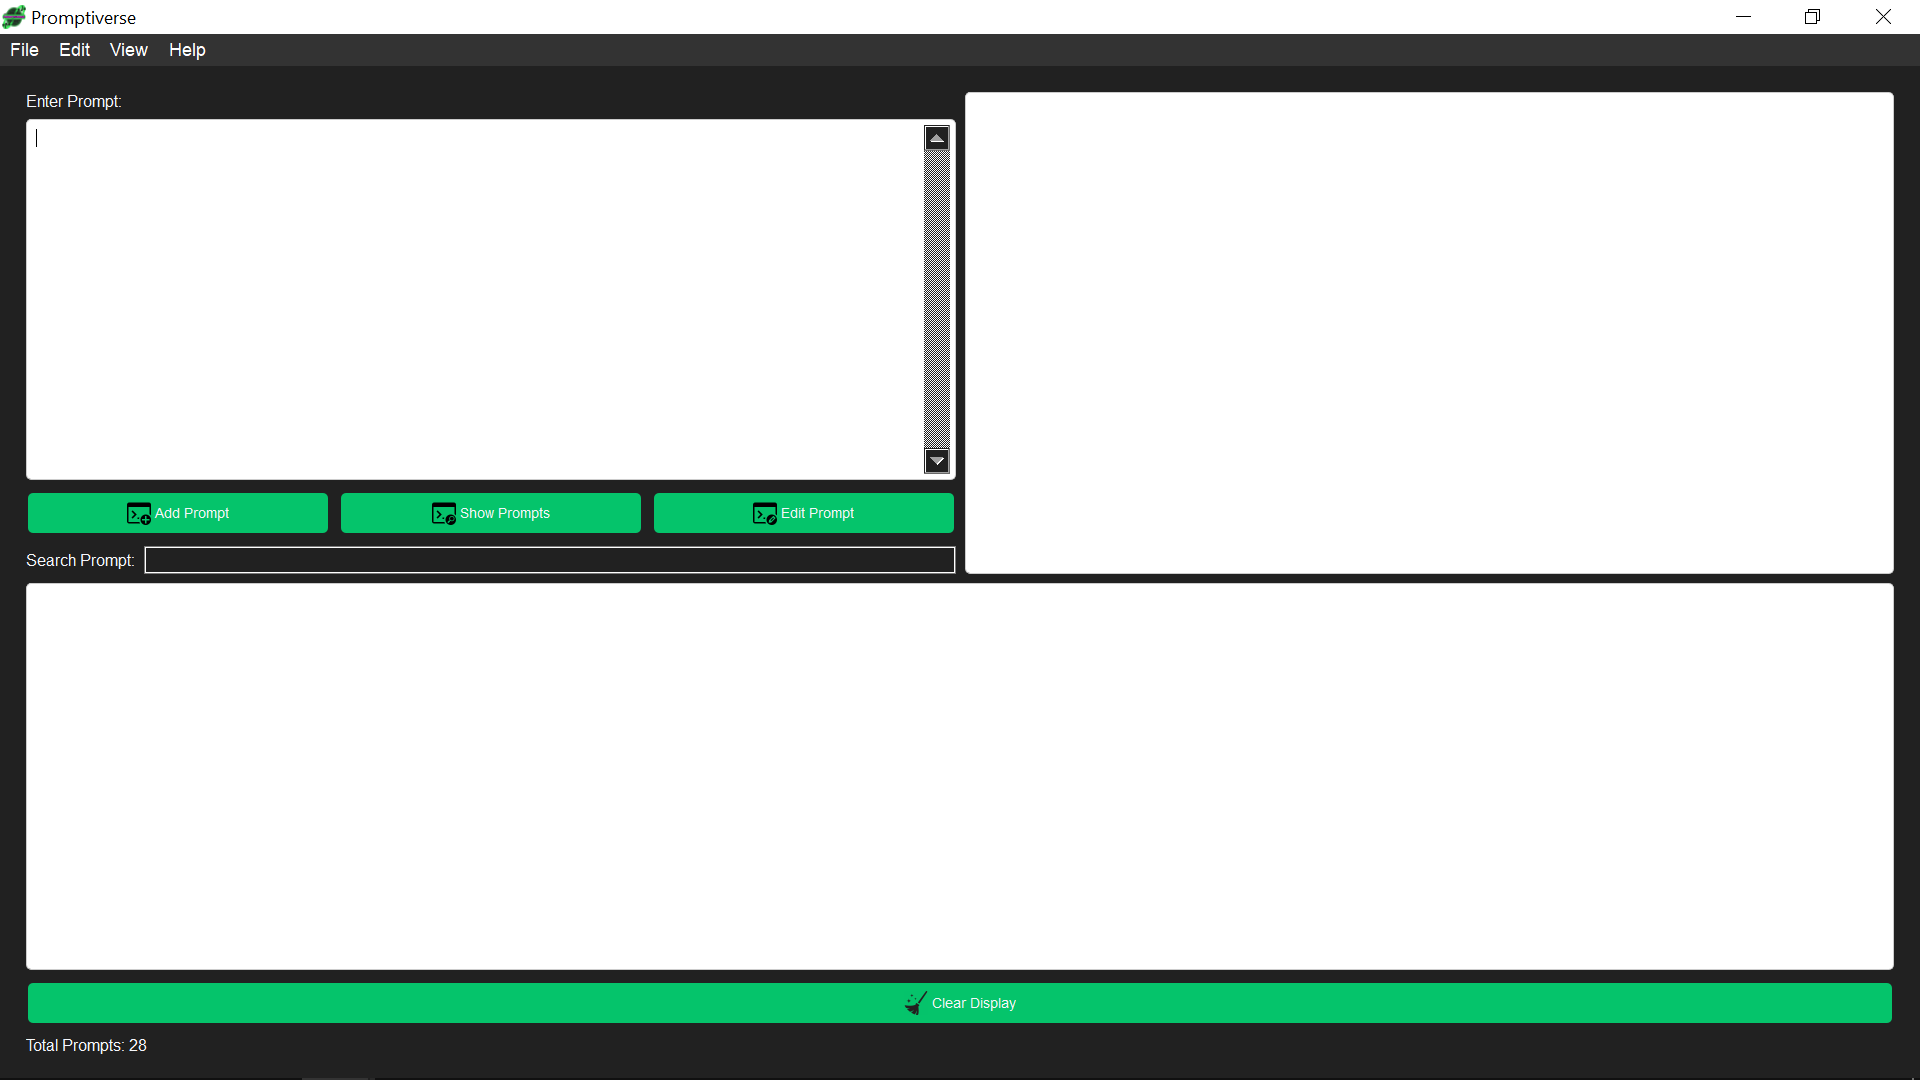 Promptiverse
File Edit View Help
Enter Prompt:
Add Prompt Show Prompts Edit Prompt
Search Prompt:
Clear Display
Total Prompts: 28